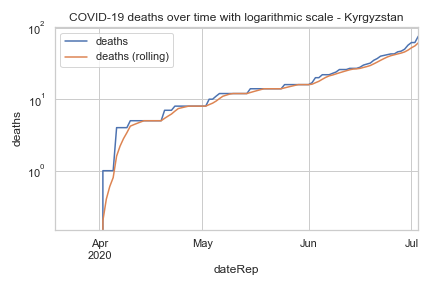 COVID-19 deaths over time with logarithmic scale - Kyrgyzstan
10²
deaths
deaths (rolling)
10¹
deaths
10⁰
Apr May Jun Jul
2020
dateRep